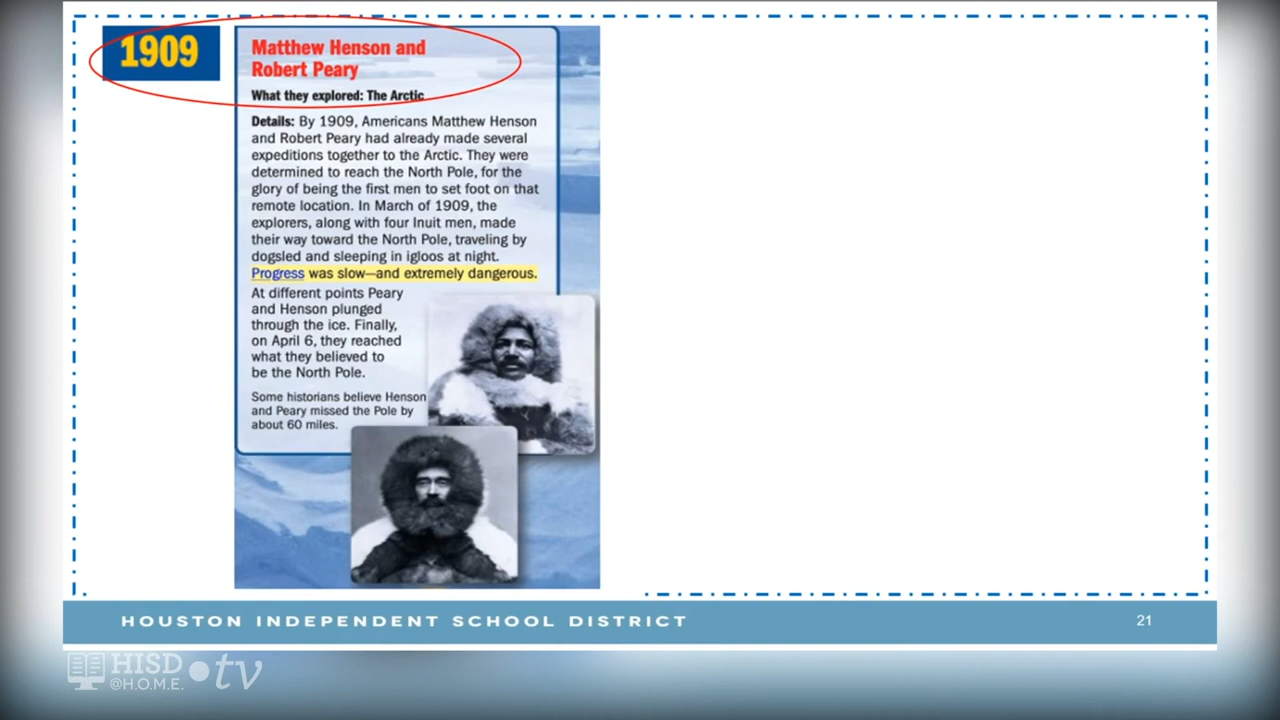 1909
Matthew Henson and
Robert Peary
What they explored: The Arctic
Details: By 1909, Americans Matthew Henson
and Robert Peary had already made several
expeditions together to the Arctic. They were
determined to reach the North Pole, for the
glory of being the first men to set foot on that
remote location. In March of 1909, the
explorers, along with four Inuit men, made
their way toward the North Pole, traveling by
dogsled and sleeping in igloos at night.
Progress was slow—and extremely dangerous.
At different points Peary
and Henson plunged
through the ice. Finally,
on April 6, they reached
what they believed to
be the North Pole.
Some historians believe Henson
and Peary missed the Pole by
about 60 miles.
HOUSTON INDEPENDENT SCHOOL DISTRICT
21
HISD
@H.O.M.E.
tv